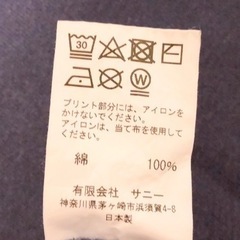 30
W
プリント部分には、アイロンを
かけないでください。
アイロンは、当て布を使用して
ください。
綿 100%
有限会社 サニー
神奈川県茅ヶ崎市浜須賀4-8
日本製